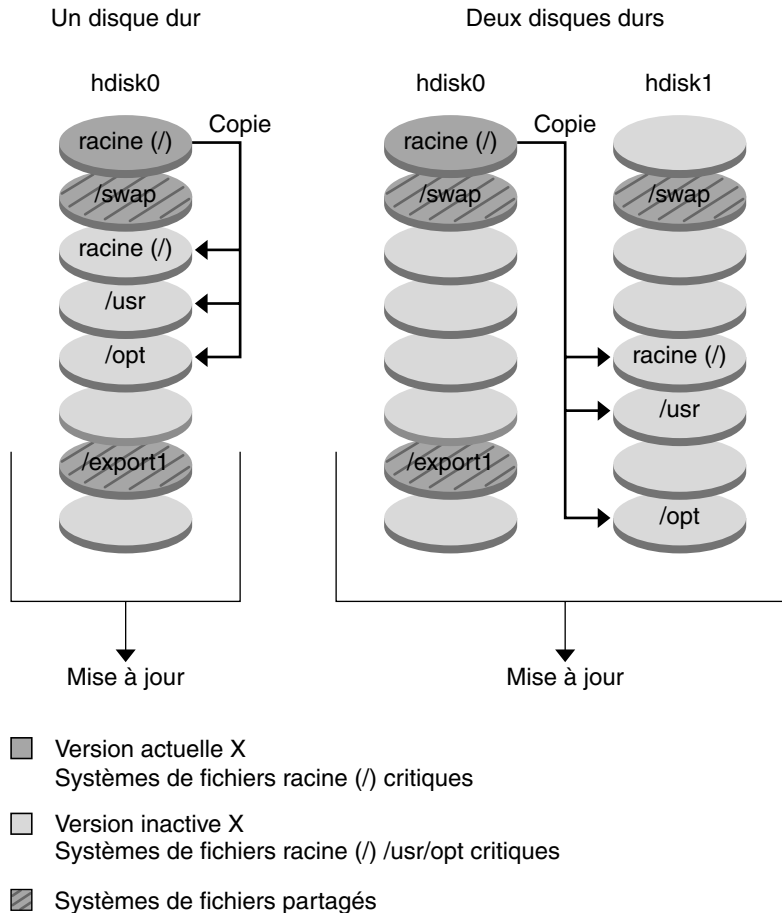 Un disque dur
Deux disques durs
hdisk0
hdisk0
hdisk1
racine (/)
Copie
/swap
racine (/)
/usr
/opt
/export1
racine (/)
Copie
/swap
/export1
/swap
racine (/)
/usr
/opt
Mise à jour
Mise à jour
Version actuelle X
Systèmes de fichiers racine (/) critiques
Version inactive X
Systèmes de fichiers racine (/) /usr/opt critiques
Systèmes de fichiers partagés